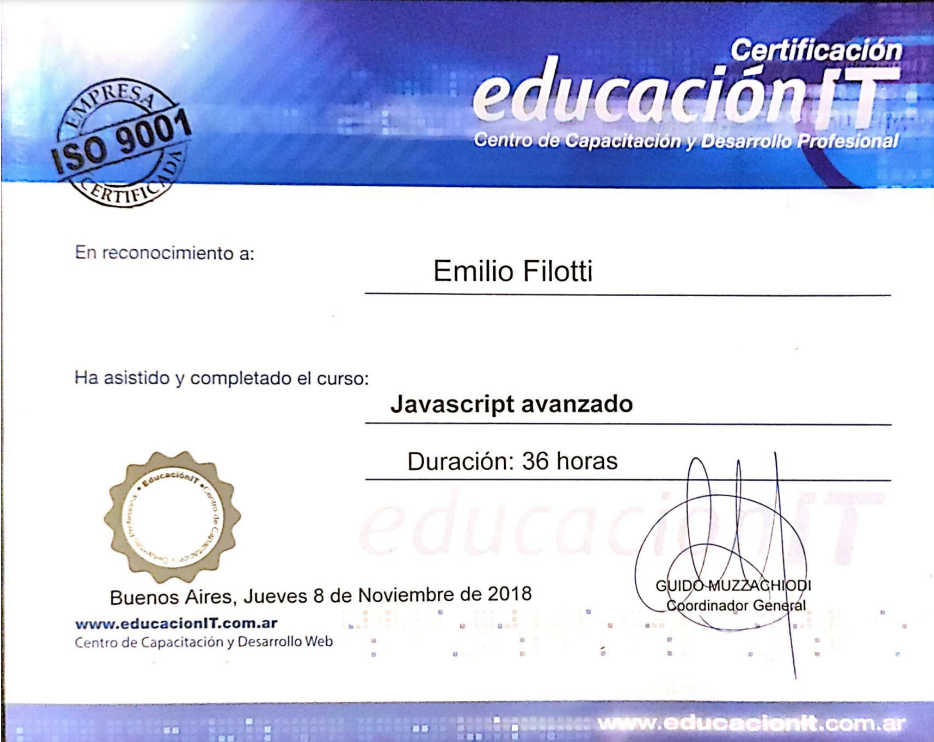 EMPRESA
ISO 9001
CERTIFICADA
Certificación
educaciónIT
Centro de Capacitación y Desarrollo Profesional
En reconocimiento a:
Emilio Filotti
Ha asistido y completado el curso:
Javascript avanzado
Duración: 36 horas
educaciónIT
• EducaciónIT • Centro de Capacitación y Desarrollo Profesional
GUIDO MUZZACHIODI
Coordinador General
Buenos Aires, Jueves 8 de Noviembre de 2018
www.educacionIT.com.ar
Centro de Capacitación y Desarrollo Web
www.educacionit.com.ar